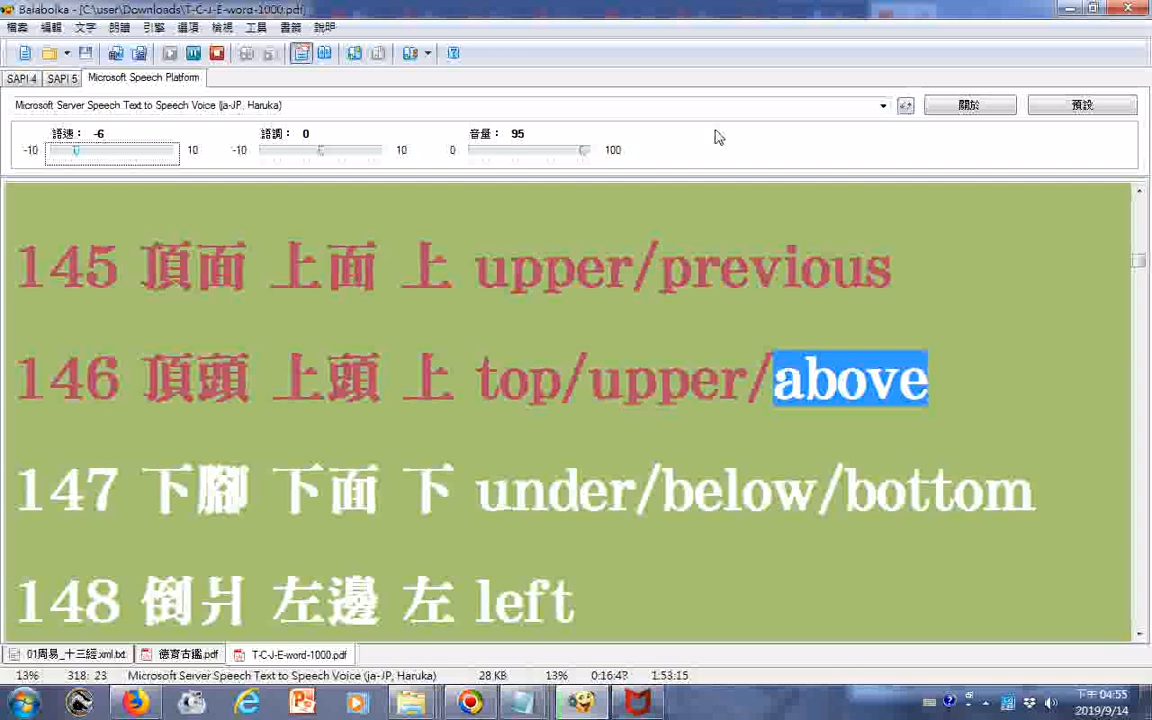 Balabolka - [C:\user\Downloads\T-C-J-E-word-1000.pdf]
檔案 編輯 文字 朗讀 引擎 選項 檢視 工具 書籤 說明
SAPI 4 SAPI 5 Microsoft Speech Platform
Microsoft Server Speech Text to Speech Voice (ja-JP, Haruka) 關於 預設
語速： -6 語調： 0 音量： 95
-10 10 -10 10 0 100
145 頂面 上面 上 upper/previous
146 頂頭 上頭 上 top/upper/above
147 下腳 下面 下 under/below/bottom
148 倒爿 左邊 左 left
01周易_十三經.xml.txt 德育古鑑.pdf T-C-J-E-word-1000.pdf
13% 318: 23 Microsoft Server Speech Text to Speech Voice (ja-JP, Haruka) 28 KB 13% 0:16:4? 1:53:15
下午 04:55
2019/9/14